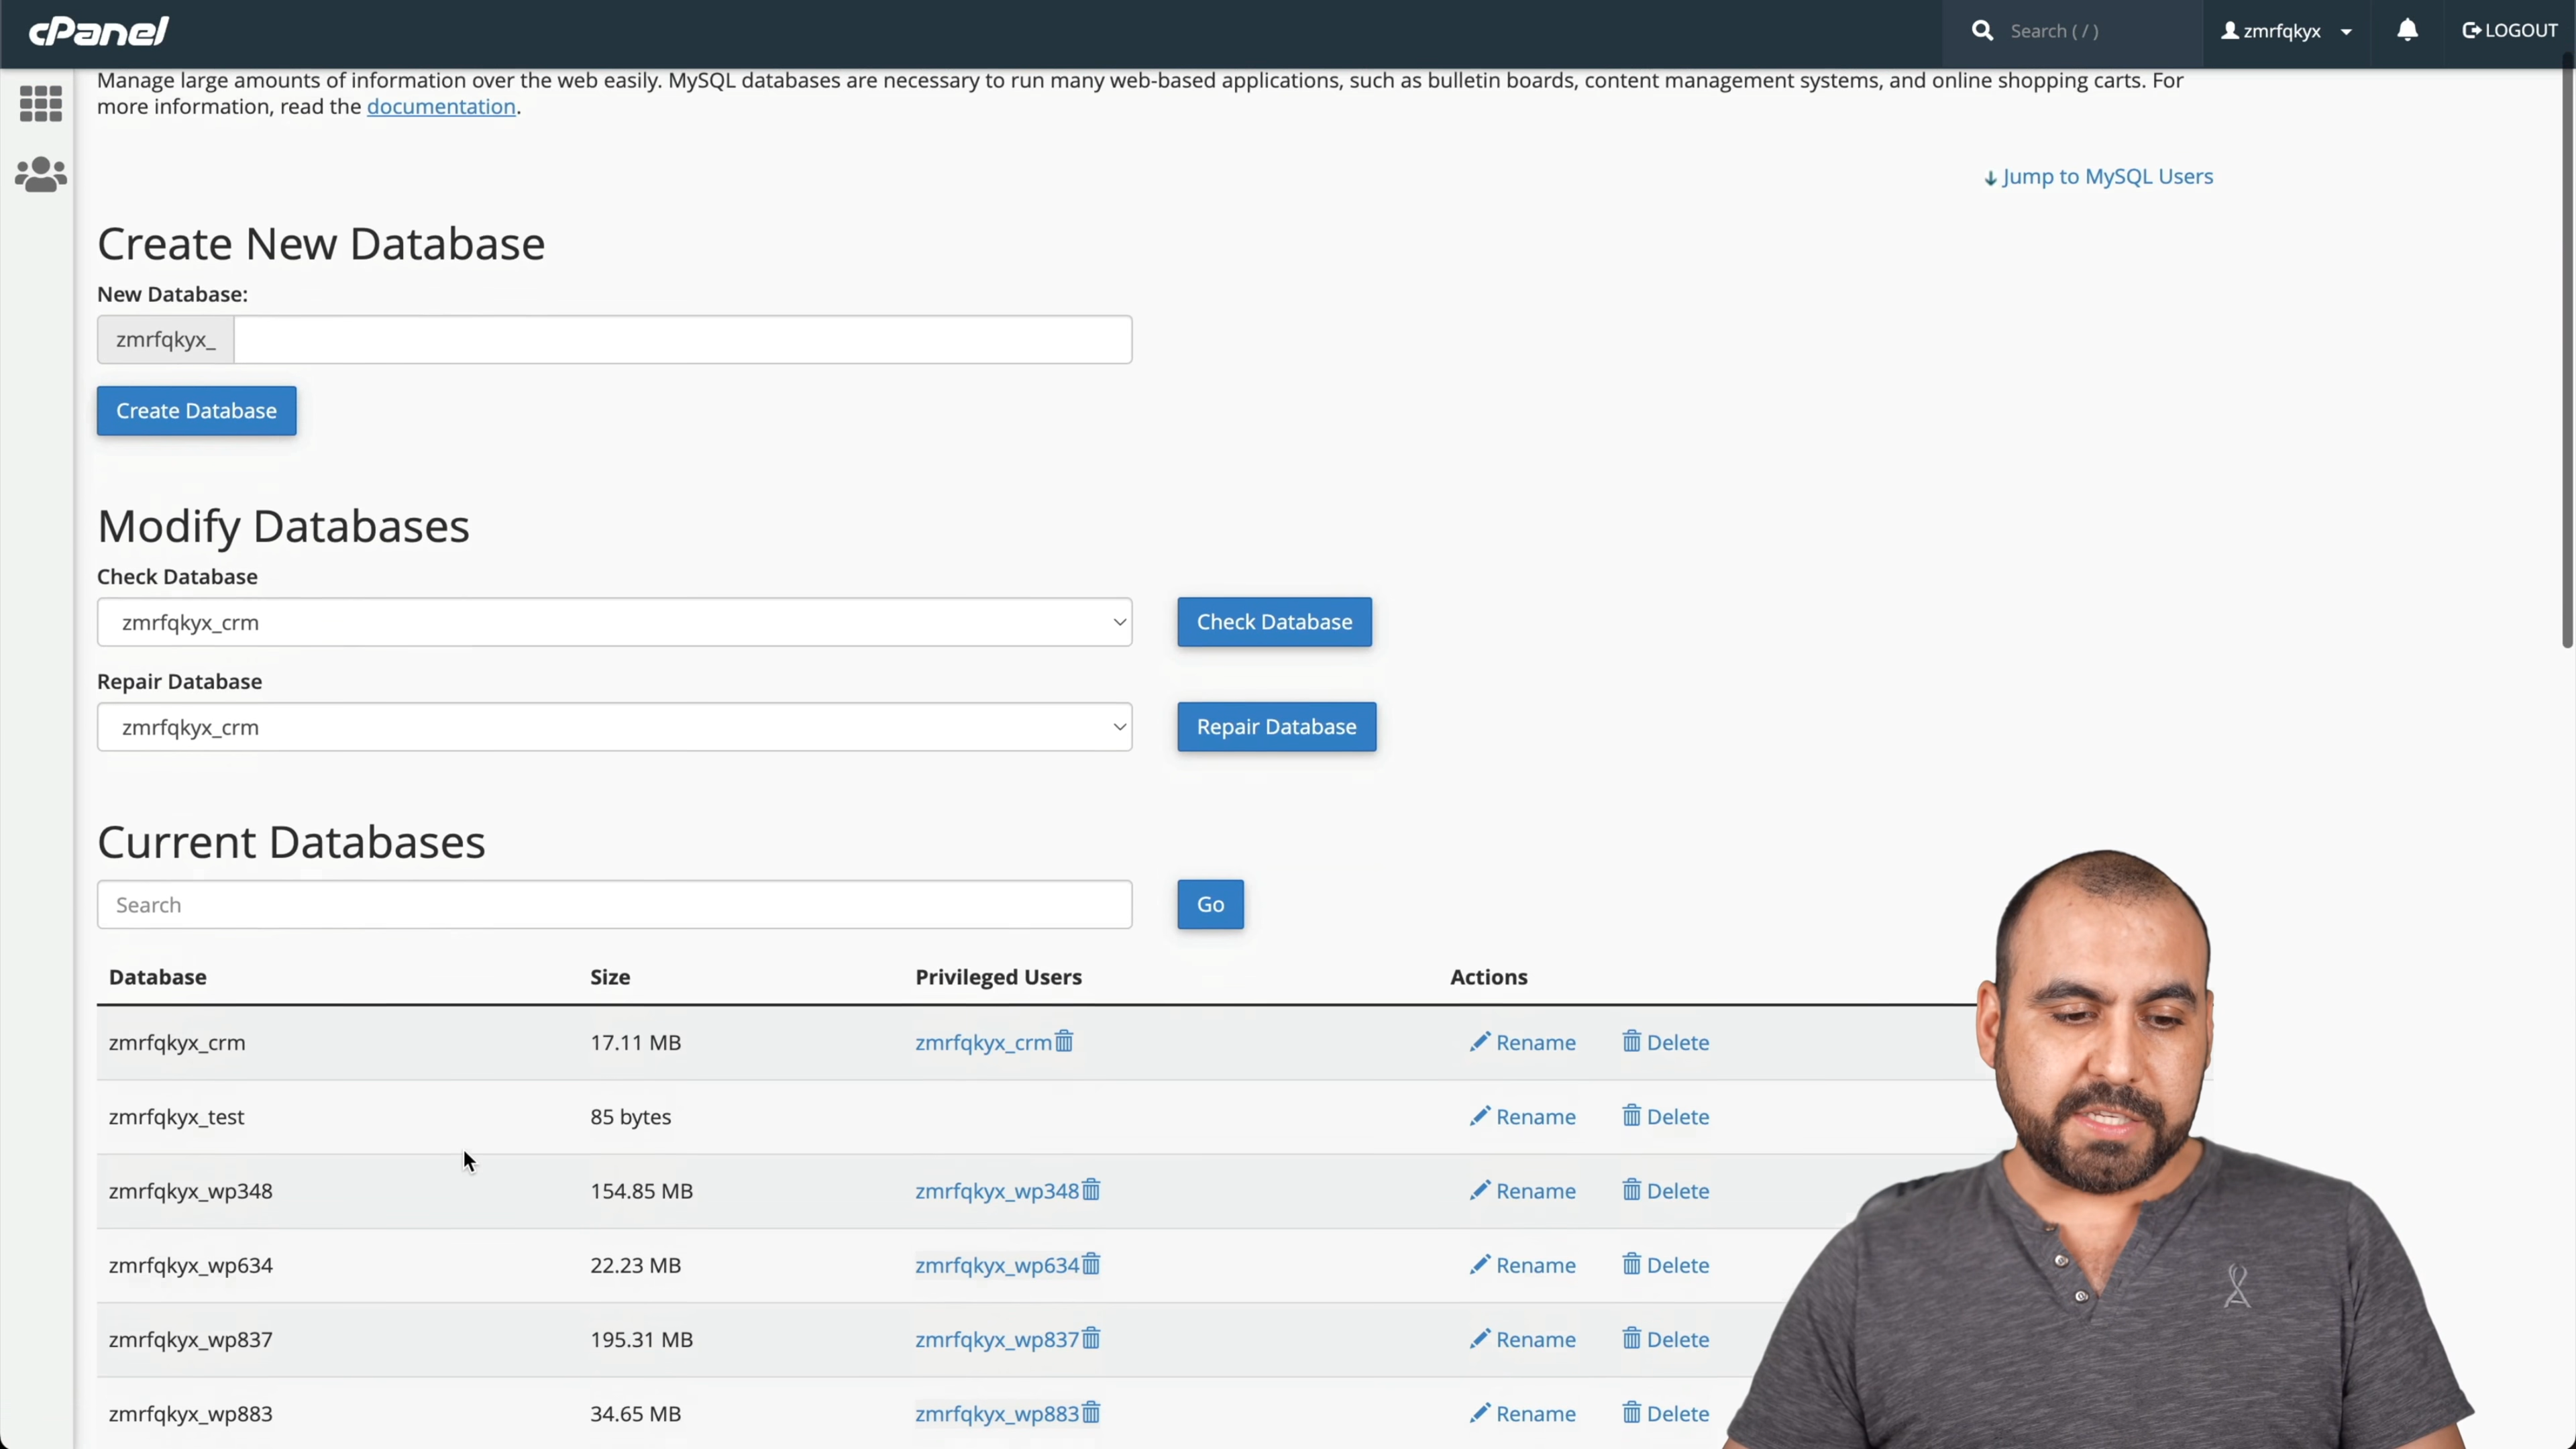 cPanel
Search ( / )
zmrfqkyx
LOGOUT
Manage large amounts of information over the web easily. MySQL databases are necessary to run many web-based applications, such as bulletin boards, content management systems, and online shopping carts. For
more information, read the documentation.
Jump to MySQL Users
Create New Database
New Database:
zmrfqkyx_
Create Database
Modify Databases
Check Database
zmrfqkyx_crm
Check Database
Repair Database
zmrfqkyx_crm
Repair Database
Current Databases
Search
Go
Database Size Privileged Users Actions
zmrfqkyx_crm 17.11 MB zmrfqkyx_crm Rename Delete
zmrfqkyx_test 85 bytes Rename Delete
zmrfqkyx_wp348 154.85 MB zmrfqkyx_wp348 Rename Delete
zmrfqkyx_wp634 22.23 MB zmrfqkyx_wp634 Rename Delete
zmrfqkyx_wp837 195.31 MB zmrfqkyx_wp837 Rename Delete
zmrfqkyx_wp883 34.65 MB zmrfqkyx_wp883 Rename Delete